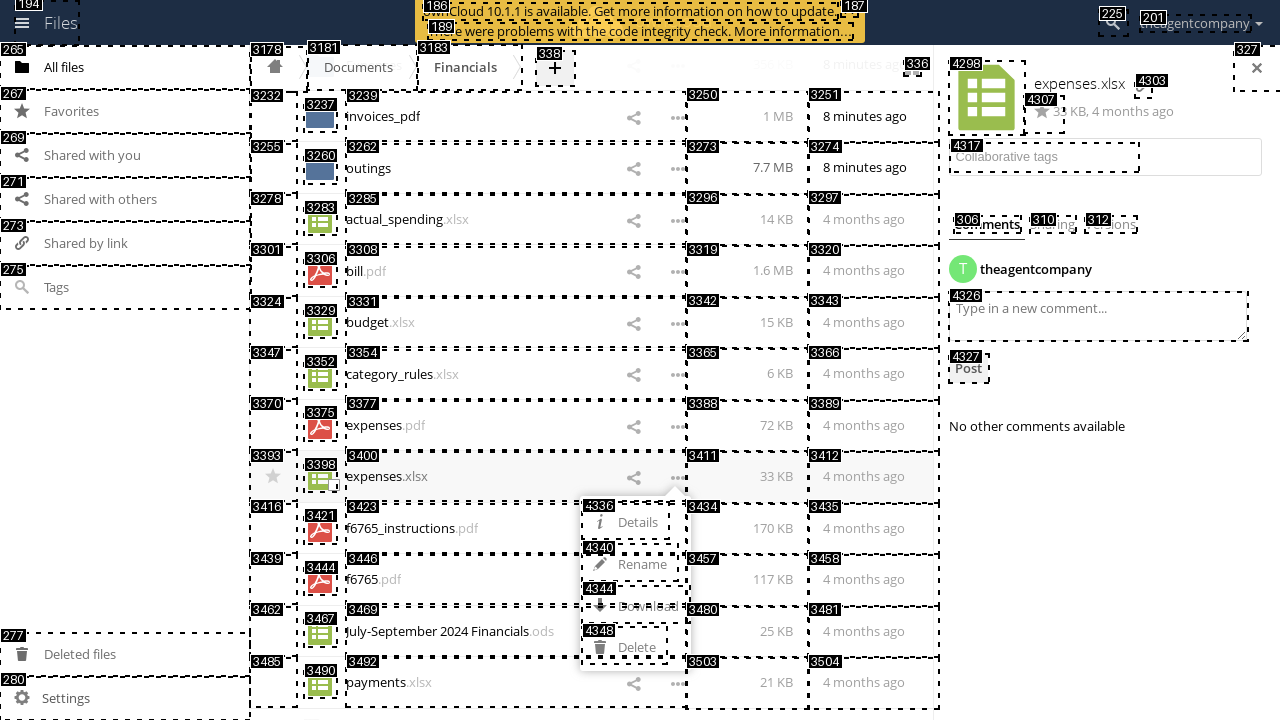 194
Files
186
ownCloud 10.1.1 is available. Get more information on how to update.
187
189
There were problems with the code integrity check. More information…
225
201
theagentcompany
265
All files
267
Favorites
269
Shared with you
271
Shared with others
273
Shared by link
275
Tags
277
Deleted files
280
Settings
3178
3181
Documents
3183
Financials
338
+
336
8 minutes ago
3232
3237
3239
invoices_pdf
3250
1 MB
3251
8 minutes ago
3255
3260
3262
outings
3273
7.7 MB
3274
8 minutes ago
3278
3283
3285
actual_spending.xlsx
3296
14 KB
3297
4 months ago
3301
3306
3308
bill.pdf
3319
1.6 MB
3320
4 months ago
3324
3329
3331
budget.xlsx
3342
15 KB
3343
4 months ago
3347
3352
3354
category_rules.xlsx
3365
6 KB
3366
4 months ago
3370
3375
3377
expenses.pdf
3388
72 KB
3389
4 months ago
3393
3398
3400
expenses.xlsx
3411
33 KB
3412
4 months ago
3416
3421
3423
f6765_instructions.pdf
3434
170 KB
3435
4 months ago
3439
3444
3446
f6765.pdf
3457
117 KB
3458
4 months ago
3462
3467
3469
July-September 2024 Financials.ods
3480
25 KB
3481
4 months ago
3485
3490
3492
payments.xlsx
3503
21 KB
3504
4 months ago
4336
Details
4340
Rename
4344
Download
4348
Delete
327
×
4298
expenses.xlsx
4303
4307
33 KB, 4 months ago
4317
Collaborative tags
306
Comments
310
Sharing
312
Versions
T
theagentcompany
4326
Type in a new comment...
4327
Post
No other comments available